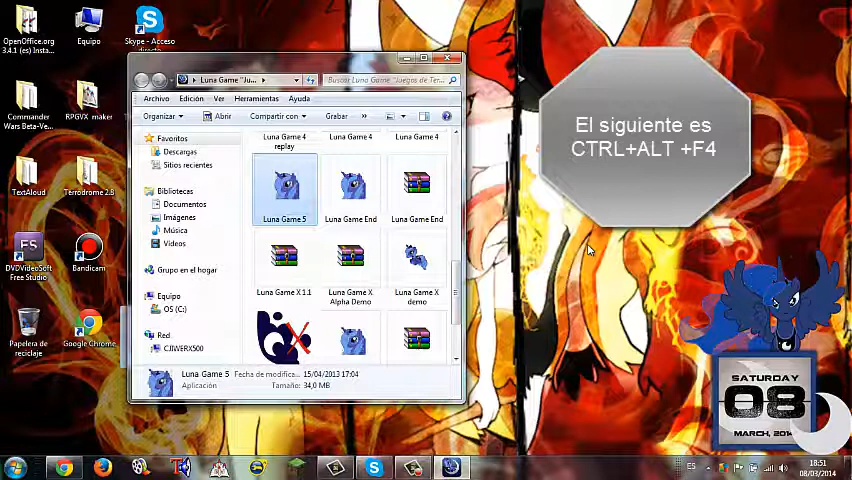 OpenOffice.org
3.4.1 (es) Insta...
Equipo
Skype - Acceso
directo
Commander
Wars Beta-Ve...
RPGVX maker
TextAloud
Terrodrome 2.8
DVDVideoSoft
Free Studio
Bandicam
Papelera de
reciclaje
Google Chrome
Luna Game "Ju...
Buscar Luna Game "Juegos de Ter...
Archivo Edición Ver Herramientas Ayuda
Organizar Abrir Compartir con Grabar »
Favoritos
Descargas
Sitios recientes
Bibliotecas
Documentos
Imágenes
Música
Vídeos
Grupo en el hogar
Equipo
OS (C:)
Red
CJIWERX500
Luna Game 4
replay
Luna Game 4
Luna Game 4
Luna Game 5
Luna Game End
Luna Game End
Luna Game X 1.1
Luna Game X
Alpha Demo
Luna Game X
demo
Luna Game 5 Fecha de modifica... 15/04/2013 17:04
Aplicación Tamaño: 34,0 MB
El siguiente es
CTRL+ALT +F4
SATURDAY
08
MARCH, 2014
ES
18:51
08/03/2014